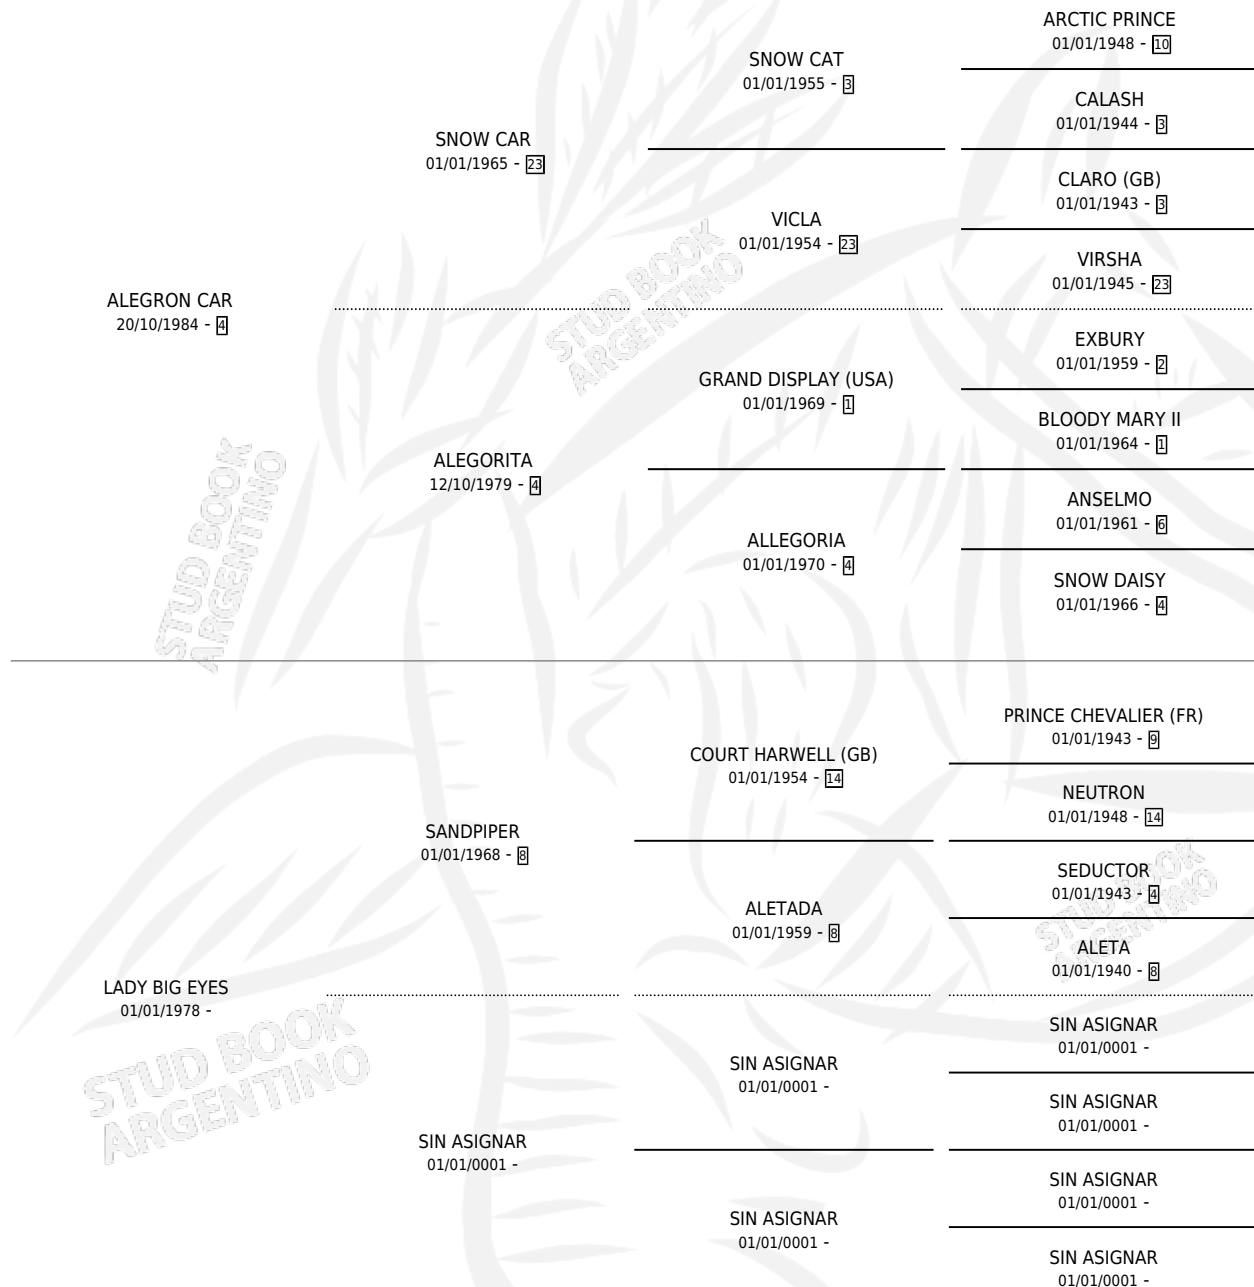 ARCTIC PRINCE
01/01/1948 - 10
SNOW CAT
01/01/1955 - 3
CALASH
01/01/1944 - 3
SNOW CAR
01/01/1965 - 23
CLARO (GB)
01/01/1943 - 3
VICLA
01/01/1954 - 23
VIRSHA
01/01/1945 - 23
ALEGRON CAR
20/10/1984 - 4
EXBURY
01/01/1959 - 2
GRAND DISPLAY (USA)
01/01/1969 - 1
BLOODY MARY II
01/01/1964 - 1
ALEGORITA
12/10/1979 - 4
ANSELMO
01/01/1961 - 6
ALLEGORIA
01/01/1970 - 4
SNOW DAISY
01/01/1966 - 4
STUD BOOK
ARGENTINO
STUD BOOK
ARGENTINO
PRINCE CHEVALIER (FR)
01/01/1943 - 9
COURT HARWELL (GB)
01/01/1954 - 14
NEUTRON
01/01/1948 - 14
SANDPIPER
01/01/1968 - 8
SEDUCTOR
01/01/1943 - 4
ALETADA
01/01/1959 - 8
ALETA
01/01/1940 - 8
STUD BOOK
ARGENTINO
LADY BIG EYES
01/01/1978 -
SIN ASIGNAR
01/01/0001 -
SIN ASIGNAR
01/01/0001 -
SIN ASIGNAR
01/01/0001 -
SIN ASIGNAR
01/01/0001 -
SIN ASIGNAR
01/01/0001 -
SIN ASIGNAR
01/01/0001 -
SIN ASIGNAR
01/01/0001 -
STUD BOOK
ARGENTINO